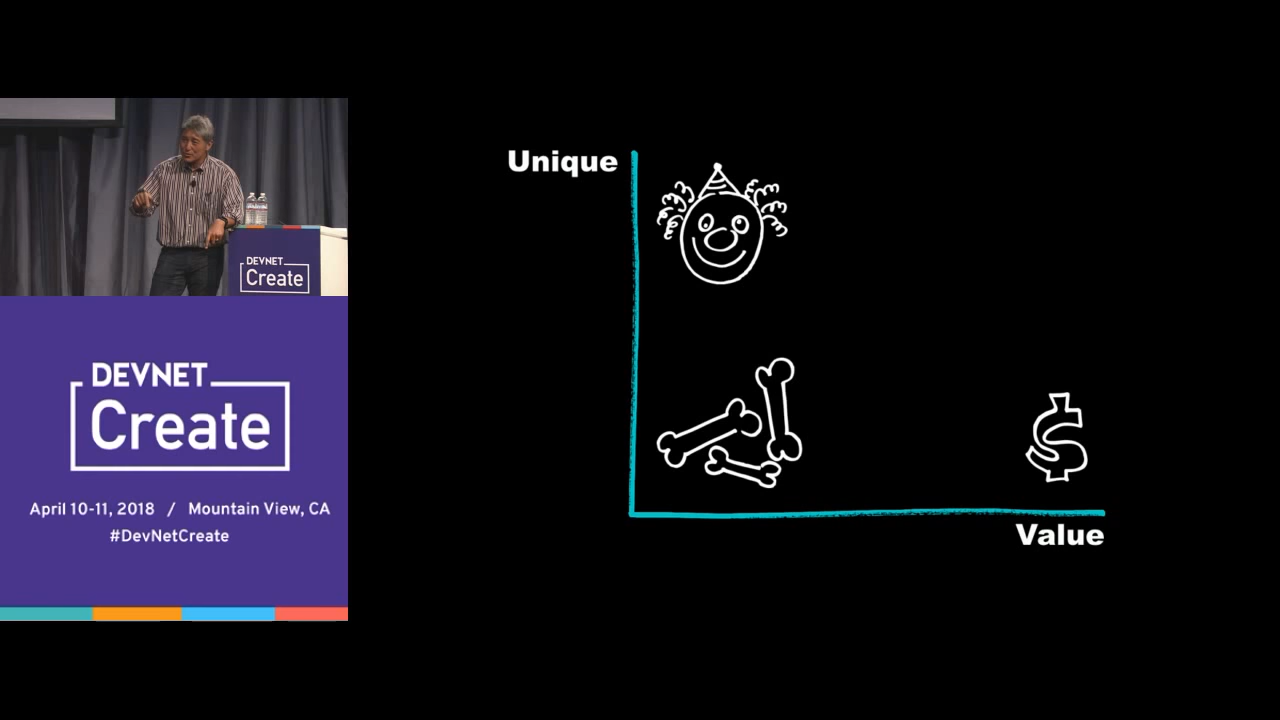 DEVNET
Create
DEVNET
Create
April 10-11, 2018 / Mountain View, CA
#DevNetCreate
Unique
$
Value